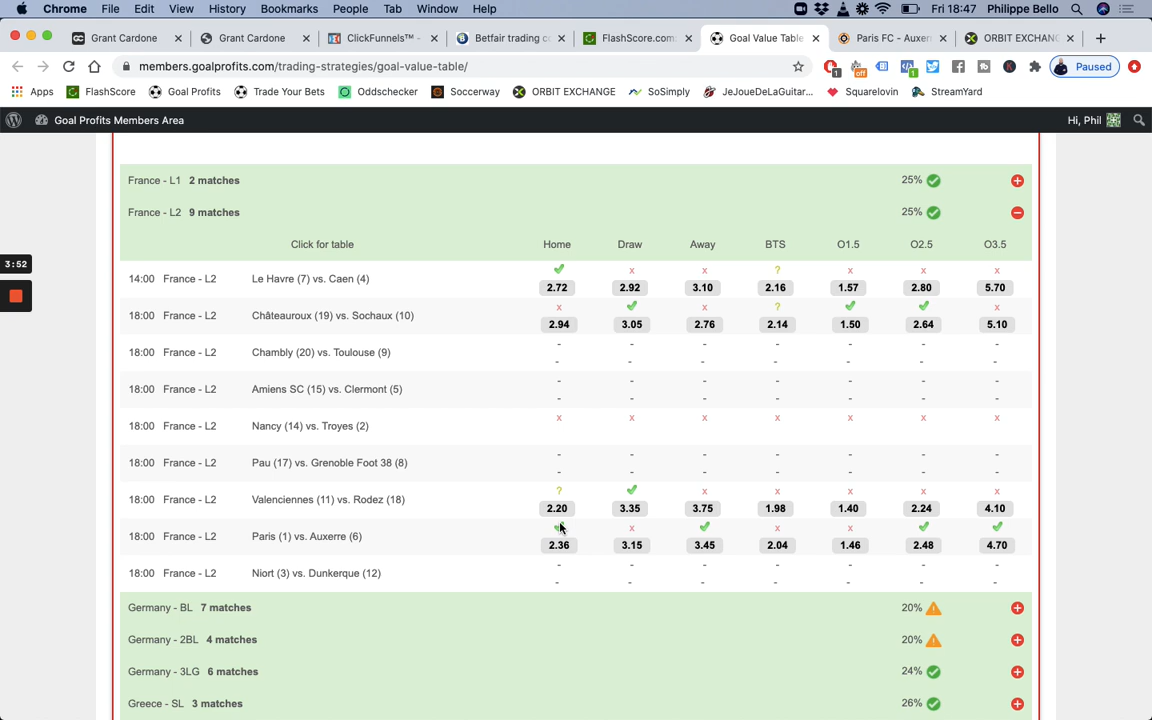 Chrome File Edit View History Bookmarks People Tab Window Help Fri 18:47 Philippe Bello
Grant Cardone Grant Cardone ClickFunnels™ - Betfair trading co FlashScore.com: Goal Value Table Paris FC - Auxer ORBIT EXCHANG
members.goalprofits.com/trading-strategies/goal-value-table/ 1 off 1 Paused
Apps FlashScore Goal Profits Trade Your Bets Oddschecker Soccerway ORBIT EXCHANGE SoSimply JeJoueDeLaGuitar... Squarelovin StreamYard
Goal Profits Members Area Hi, Phil
France - L1 2 matches 25%
France - L2 9 matches 25%
Click for table Home Draw Away BTS O1.5 O2.5 O3.5
3:52
x x ? x x x
14:00 France - L2 Le Havre (7) vs. Caen (4)
2.72 2.92 3.10 2.16 1.57 2.80 5.70
x x ? x
18:00 France - L2 Châteauroux (19) vs. Sochaux (10)
2.94 3.05 2.76 2.14 1.50 2.64 5.10
- - - - - - -
18:00 France - L2 Chambly (20) vs. Toulouse (9)
- - - - - - -
- - - - - - -
18:00 France - L2 Amiens SC (15) vs. Clermont (5)
- - - - - - -
x x x x x x x
18:00 France - L2 Nancy (14) vs. Troyes (2)
- - - - - - -
18:00 France - L2 Pau (17) vs. Grenoble Foot 38 (8)
- - - - - - -
? x x x x x
18:00 France - L2 Valenciennes (11) vs. Rodez (18)
2.20 3.35 3.75 1.98 1.40 2.24 4.10
x x x
18:00 France - L2 Paris (1) vs. Auxerre (6)
2.36 3.15 3.45 2.04 1.46 2.48 4.70
- - - - - - -
18:00 France - L2 Niort (3) vs. Dunkerque (12)
- - - - - - -
Germany - BL 7 matches 20%
Germany - 2BL 4 matches 20%
Germany - 3LG 6 matches 24%
Greece - SL 3 matches 26%